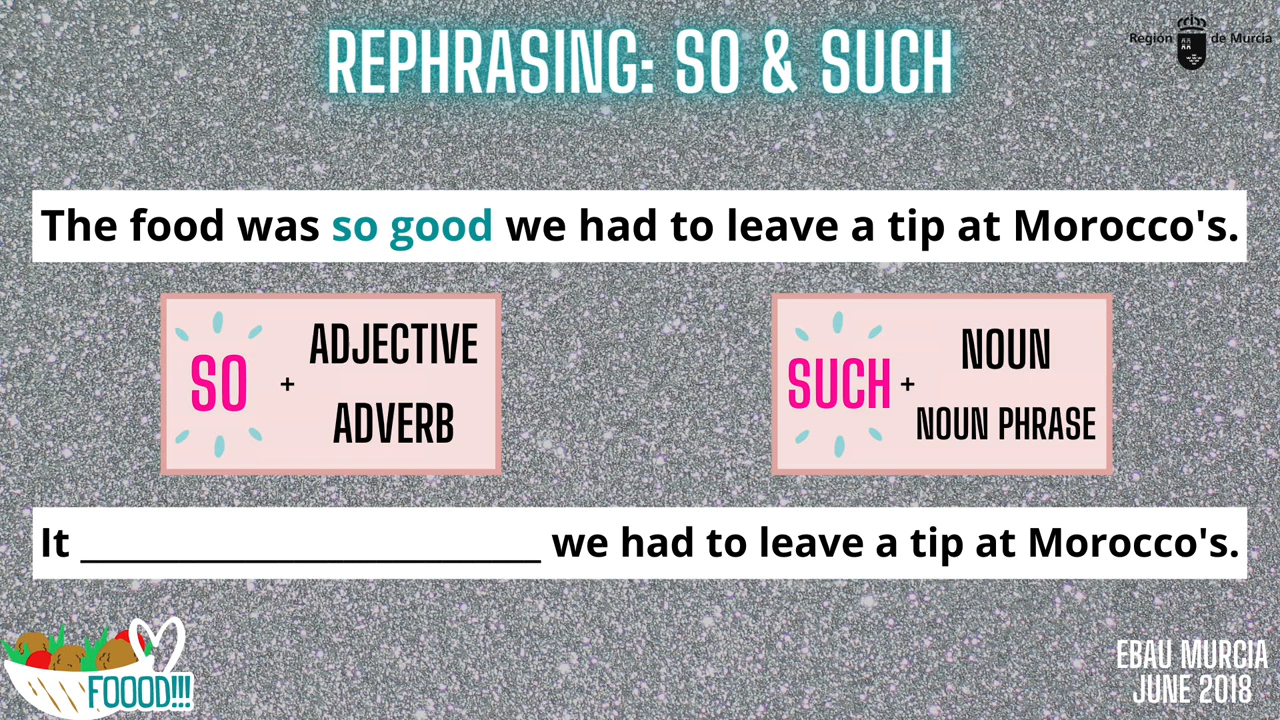 REPHRASING: SO & SUCH
Región de Murcia
The food was so good we had to leave a tip at Morocco's.
SO + ADJECTIVE
ADVERB
SUCH + NOUN
NOUN PHRASE
It ____________________ we had to leave a tip at Morocco's.
FOOOD!!!
EBAU MURCIA
JUNE 2018